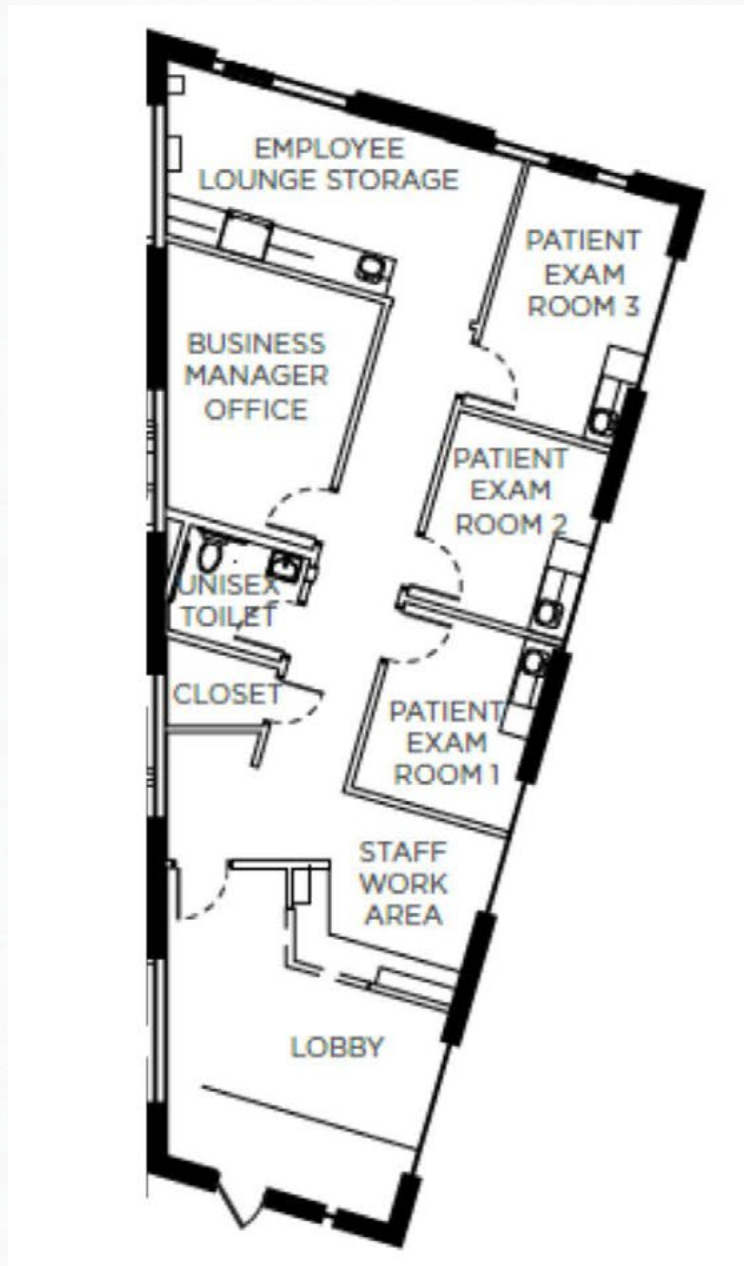 EMPLOYEE
LOUNGE STORAGE
PATIENT
EXAM
ROOM 3
BUSINESS
MANAGER
OFFICE
PATIENT
EXAM
ROOM 2
UNISEX
TOILET
CLOSET
PATIENT
EXAM
ROOM 1
STAFF
WORK
AREA
LOBBY